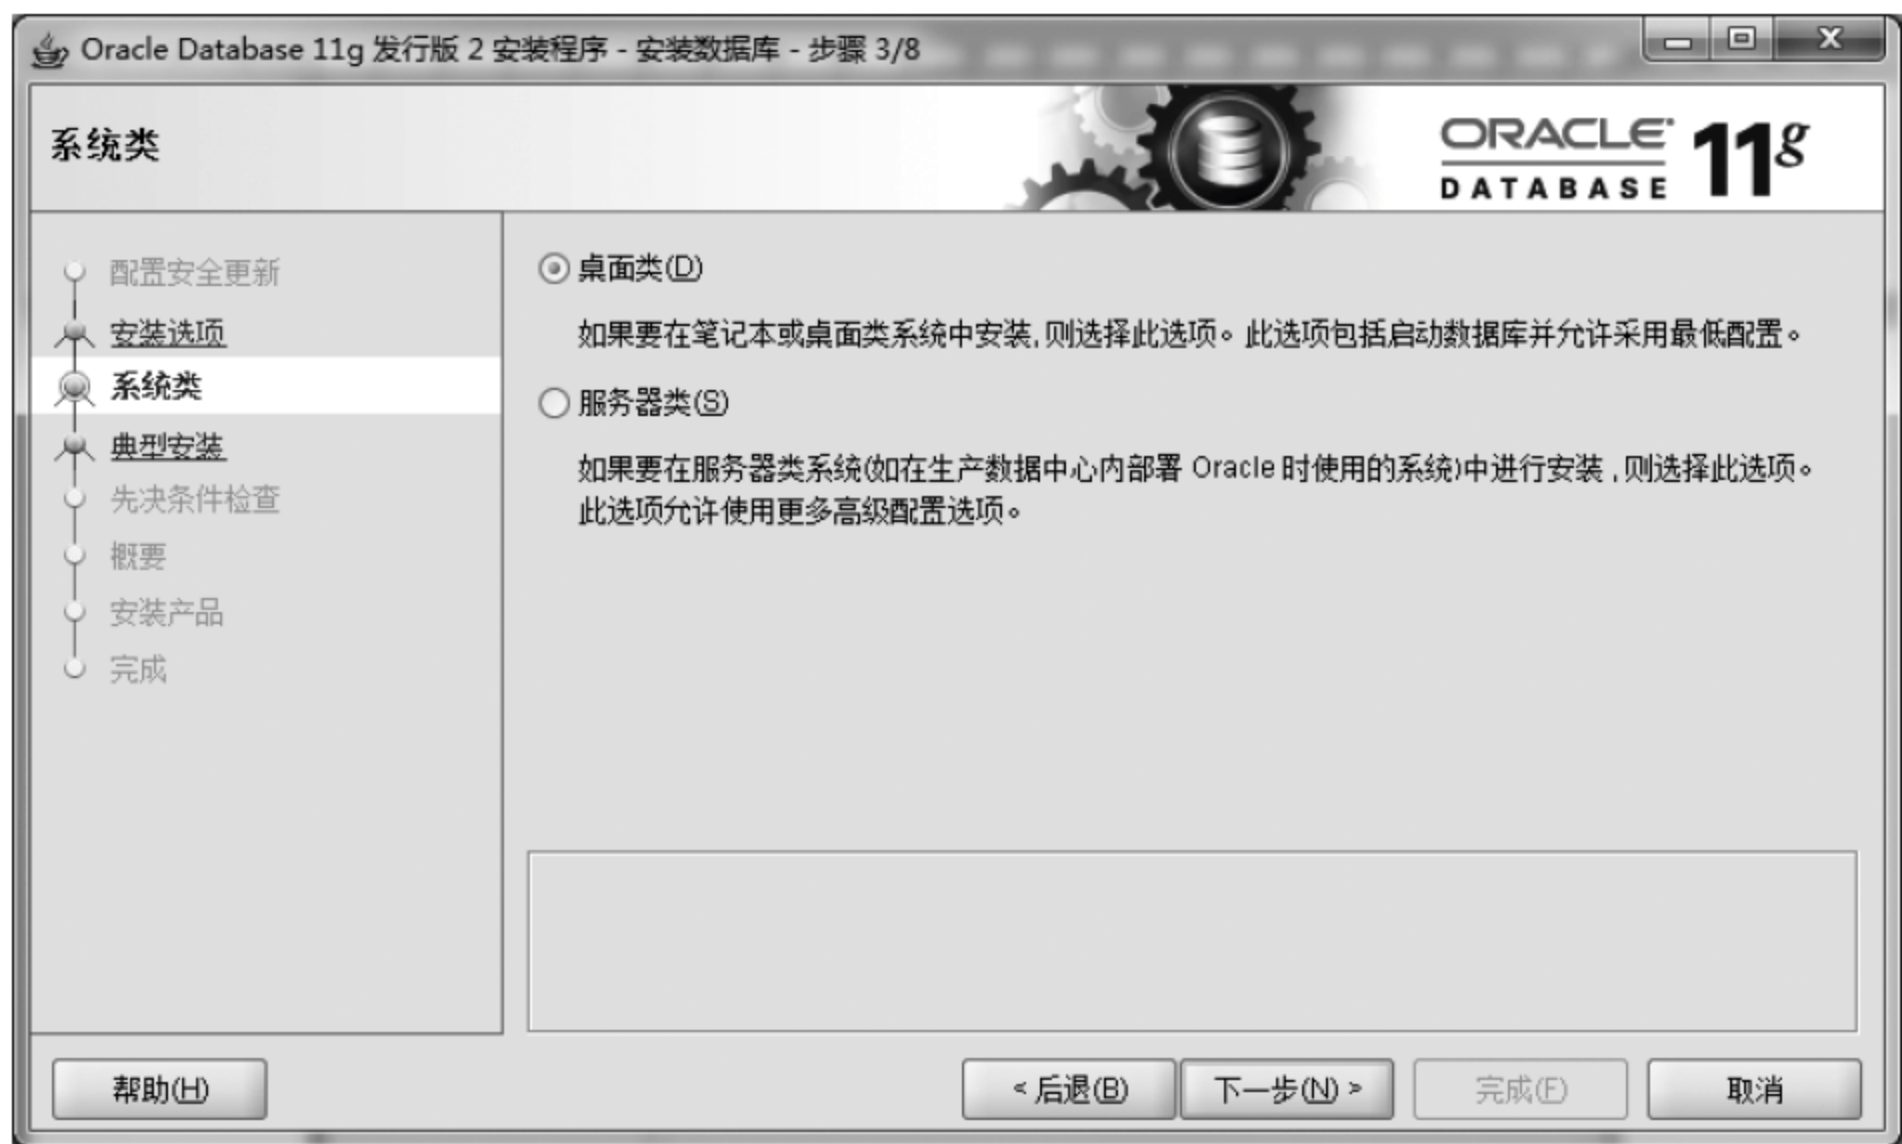 Oracle Database 11g 发行版 2 安装程序 - 安装数据库 - 步骤 3/8
系统类
ORACLE 11g
DATABASE
配置安全更新
安装选项
系统类
典型安装
先决条件检查
概要
安装产品
完成
桌面类(D)
如果要在笔记本或桌面类系统中安装,则选择此选项。此选项包括启动数据库并允许采用最低配置。
服务器类(S)
如果要在服务器类系统(如在生产数据中心内部署 Oracle 时使用的系统)中进行安装,则选择此选项。
此选项允许使用更多高级配置选项。
帮助(H)
< 后退(B)
下一步(N) >
完成(F)
取消